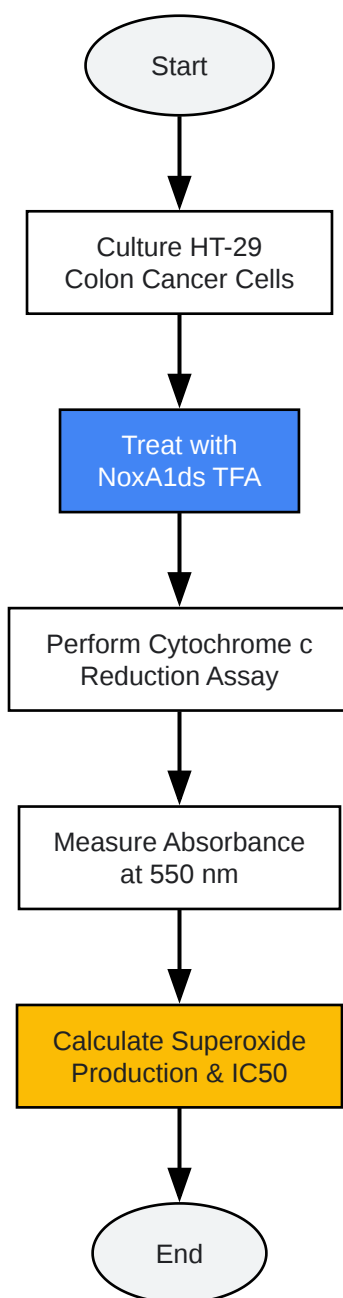 Start
Culture HT-29
Colon Cancer Cells
Treat with
NoxA1ds TFA
Perform Cytochrome c
Reduction Assay
Measure Absorbance
at 550 nm
Calculate Superoxide
Production & IC50
End